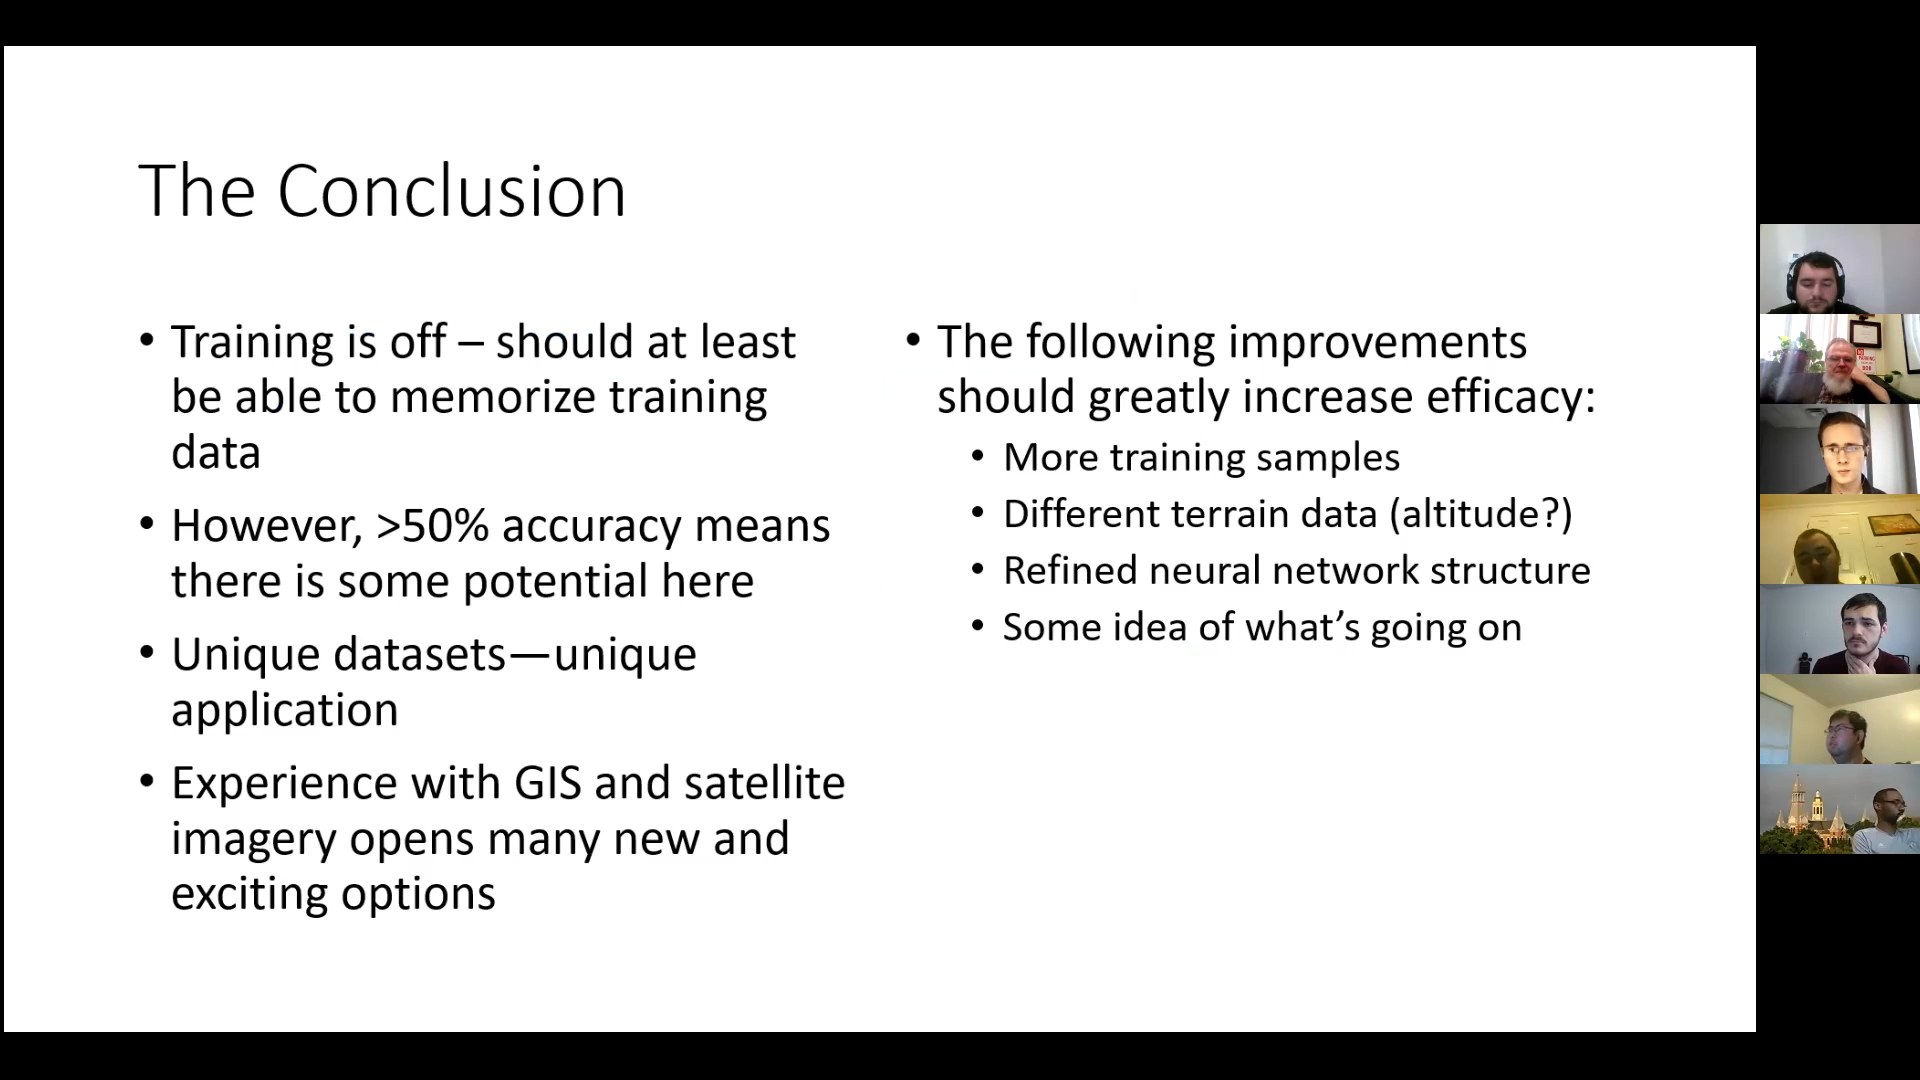 The Conclusion
• Training is off – should at least
be able to memorize training
data
• However, >50% accuracy means
there is some potential here
• Unique datasets—unique
application
• Experience with GIS and satellite
imagery opens many new and
exciting options
• The following improvements
should greatly increase efficacy:
• More training samples
• Different terrain data (altitude?)
• Refined neural network structure
• Some idea of what’s going on